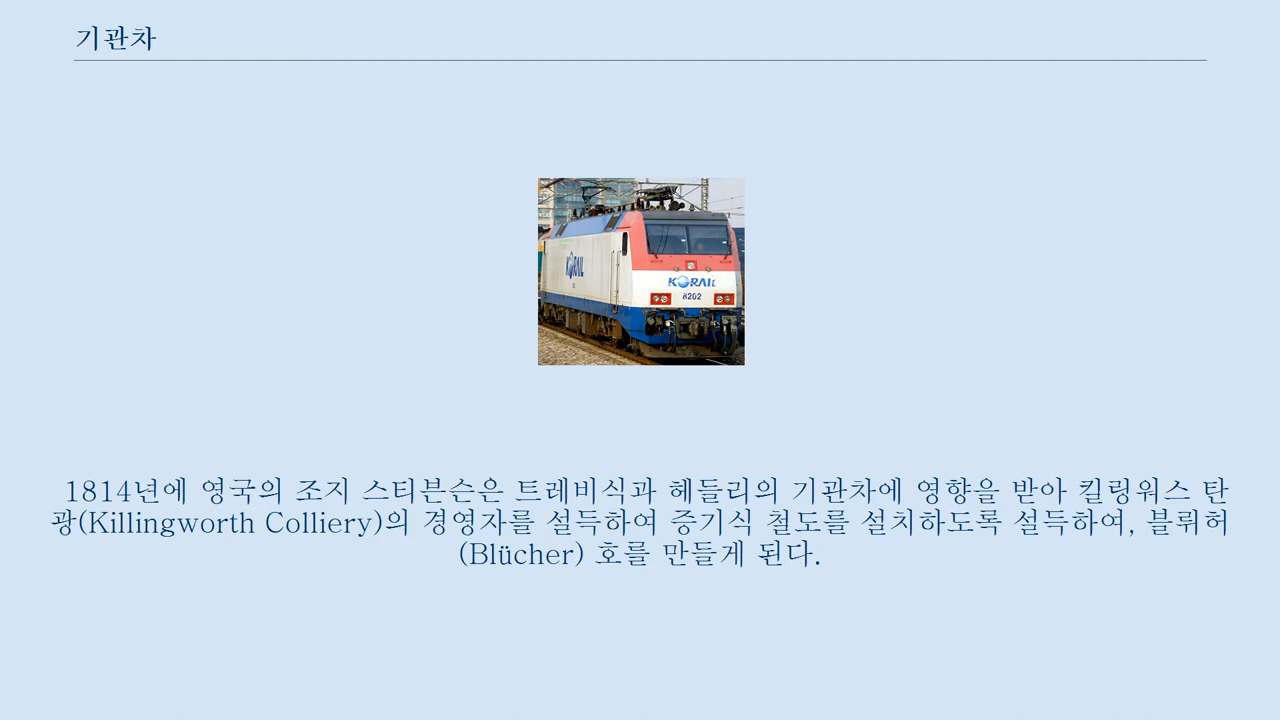 기관차
KORAIL
KORAIL
8202
1814년에 영국의 조지 스티븐슨은 트레비식과 헤들리의 기관차에 영향을 받아 킬링워스 탄
광(Killingworth Colliery)의 경영자를 설득하여 증기식 철도를 설치하도록 설득하여, 블뤼허
(Blücher) 호를 만들게 된다.